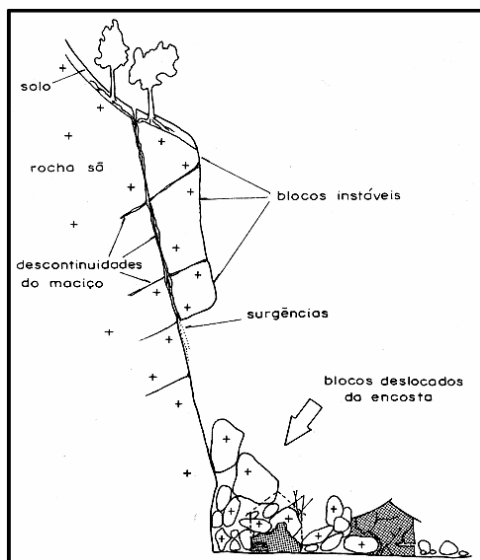 solo
rocha sã
blocos instáveis
descontinuidades
do maciço
surgências
blocos deslocados
da encosta